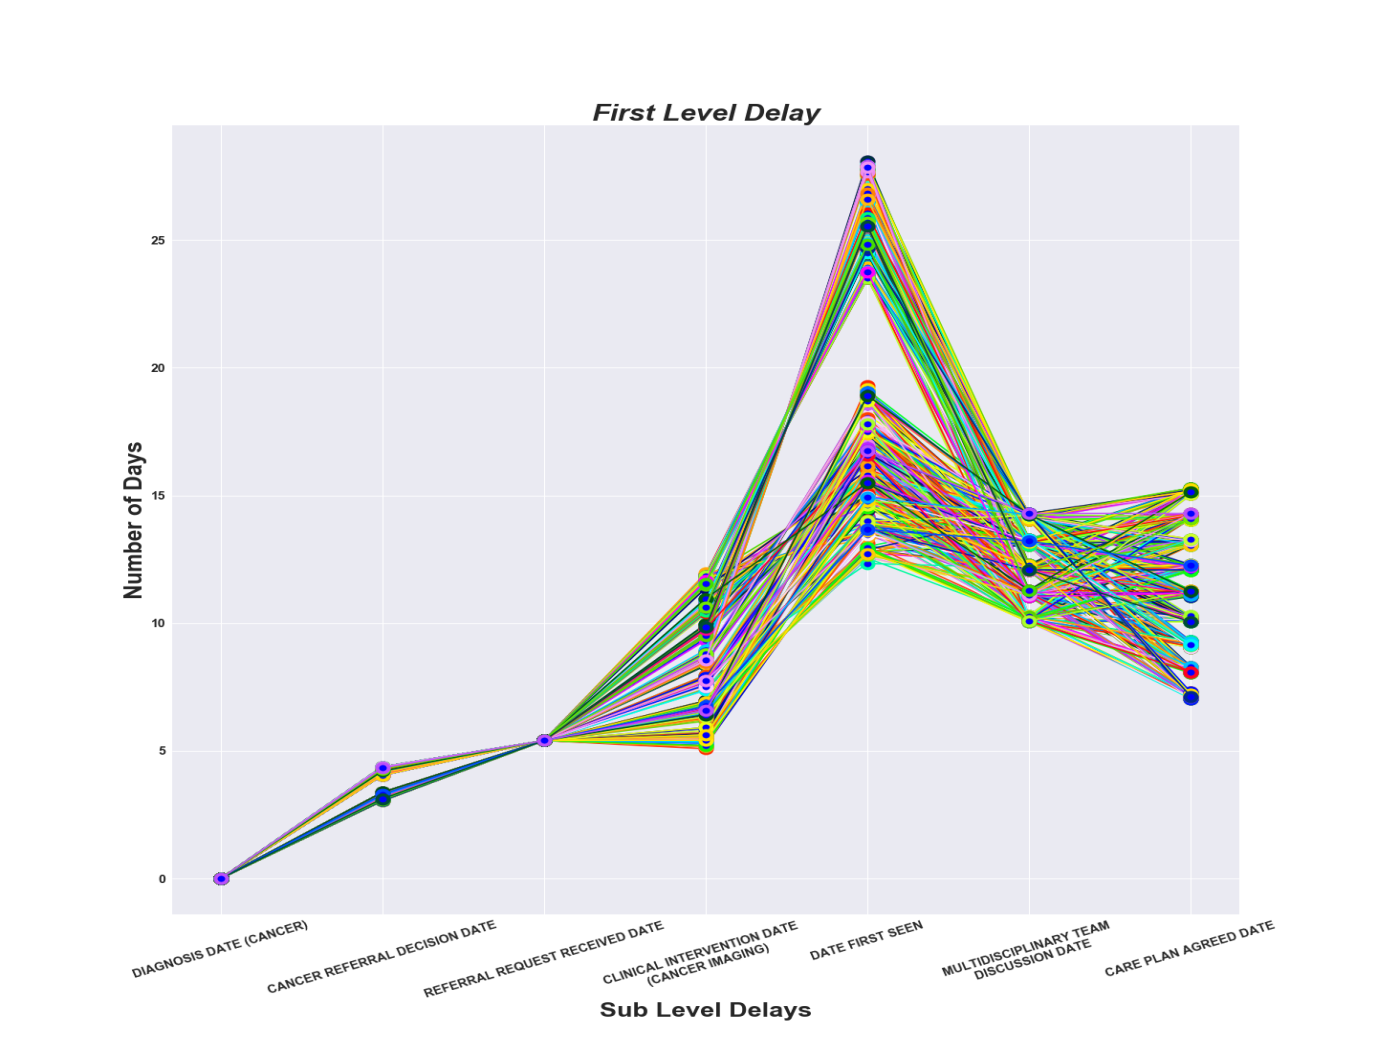 First Level Delay
Number of Days
25
20
15
10
5
0
DIAGNOSIS DATE (CANCER)
CANCER REFERRAL DECISION DATE
REFERRAL REQUEST RECEIVED DATE
CLINICAL INTERVENTION DATE
(CANCER IMAGING)
DATE FIRST SEEN
MULTIDISCIPLINARY TEAM
DISCUSSION DATE
CARE PLAN AGREED DATE
Sub Level Delays